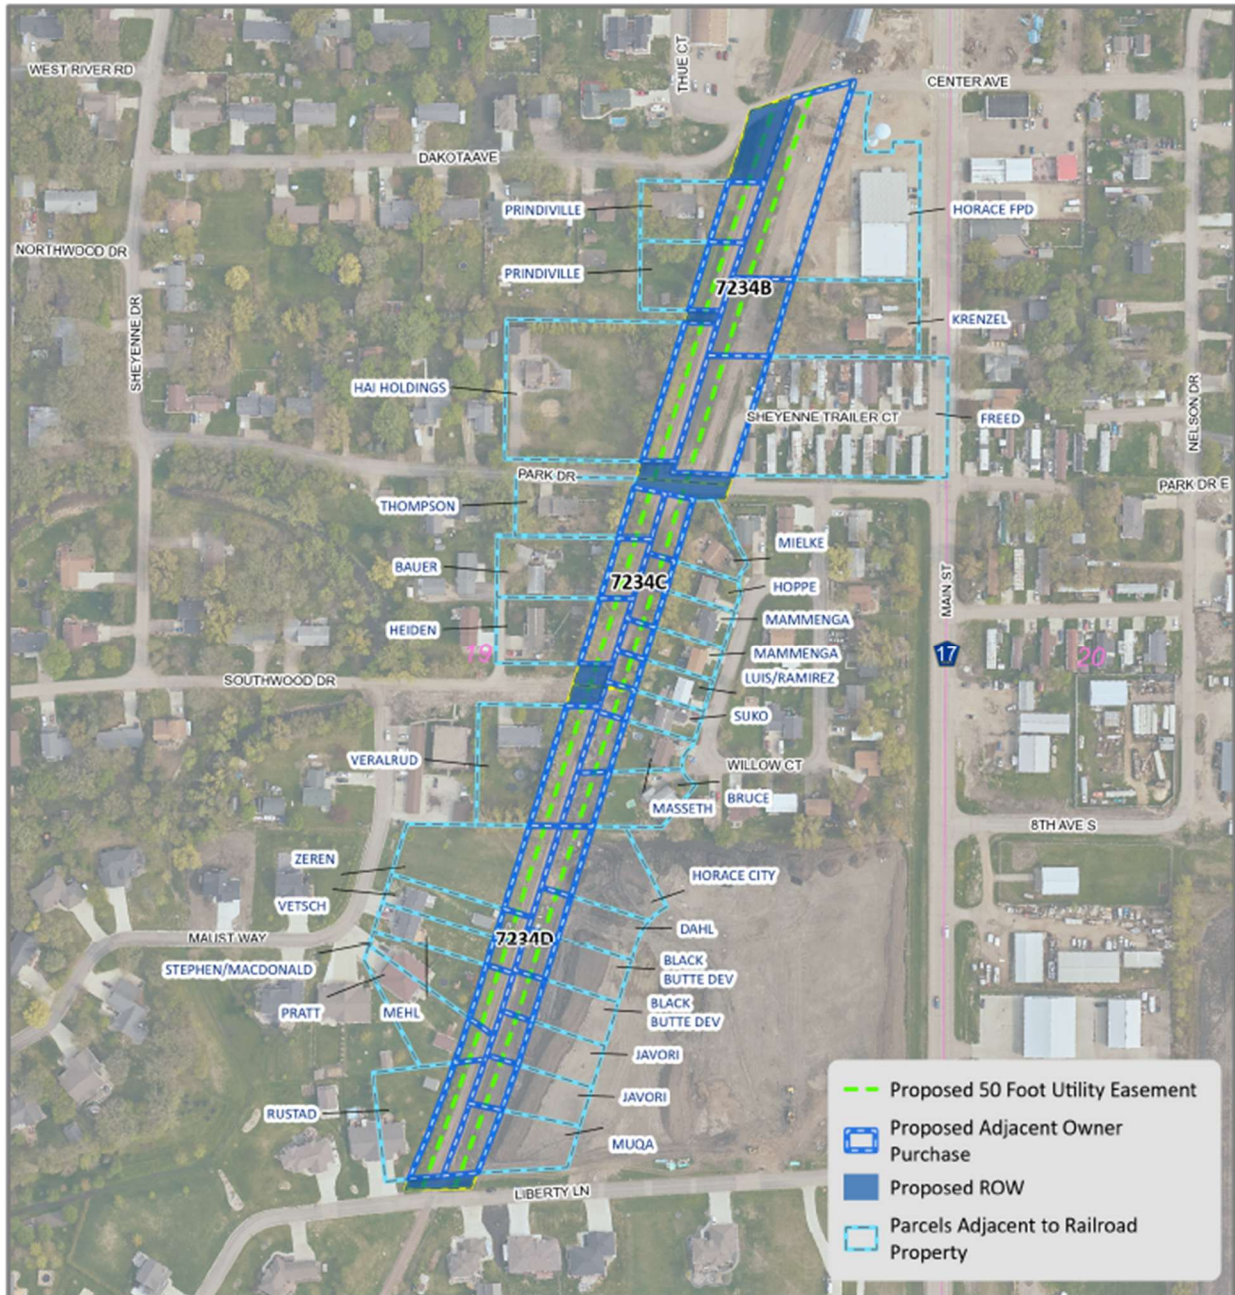 THUE CT
WEST RIVER RD
CENTER AVE
DAKOTAAVE
PRINDIVILLE
HORACE FPD
NORTHWOOD DR
PRINDIVILLE
7234B
KRENZEL
SHEYENNE DR
HAI HOLDINGS
NELSON DR
SHEYENNE TRAILER CT
FREED
PARK DR
PARK DR E
THOMPSON
MIELKE
BAUER
7234C
HOPPE
MAIN ST
HEIDEN
MAMMENGA
19
MAMMENGA
17
20
SOUTHWOOD DR
LUIS/RAMIREZ
SUKO
VERALRUD
WILLOW CT
MASSETH
BRUCE
8TH AVE S
ZEREN
HORACE CITY
VETSCH
DAHL
MAUST WAY
7234D
STEPHEN/MACDONALD
BLACK
BUTTE DEV
PRATT
MEHL
BLACK
BUTTE DEV
JAVORI
JAVORI
RUSTAD
MUQA
LIBERTY LN
Proposed 50 Foot Utility Easement
Proposed Adjacent Owner
Purchase
Proposed ROW
Parcels Adjacent to Railroad
Property